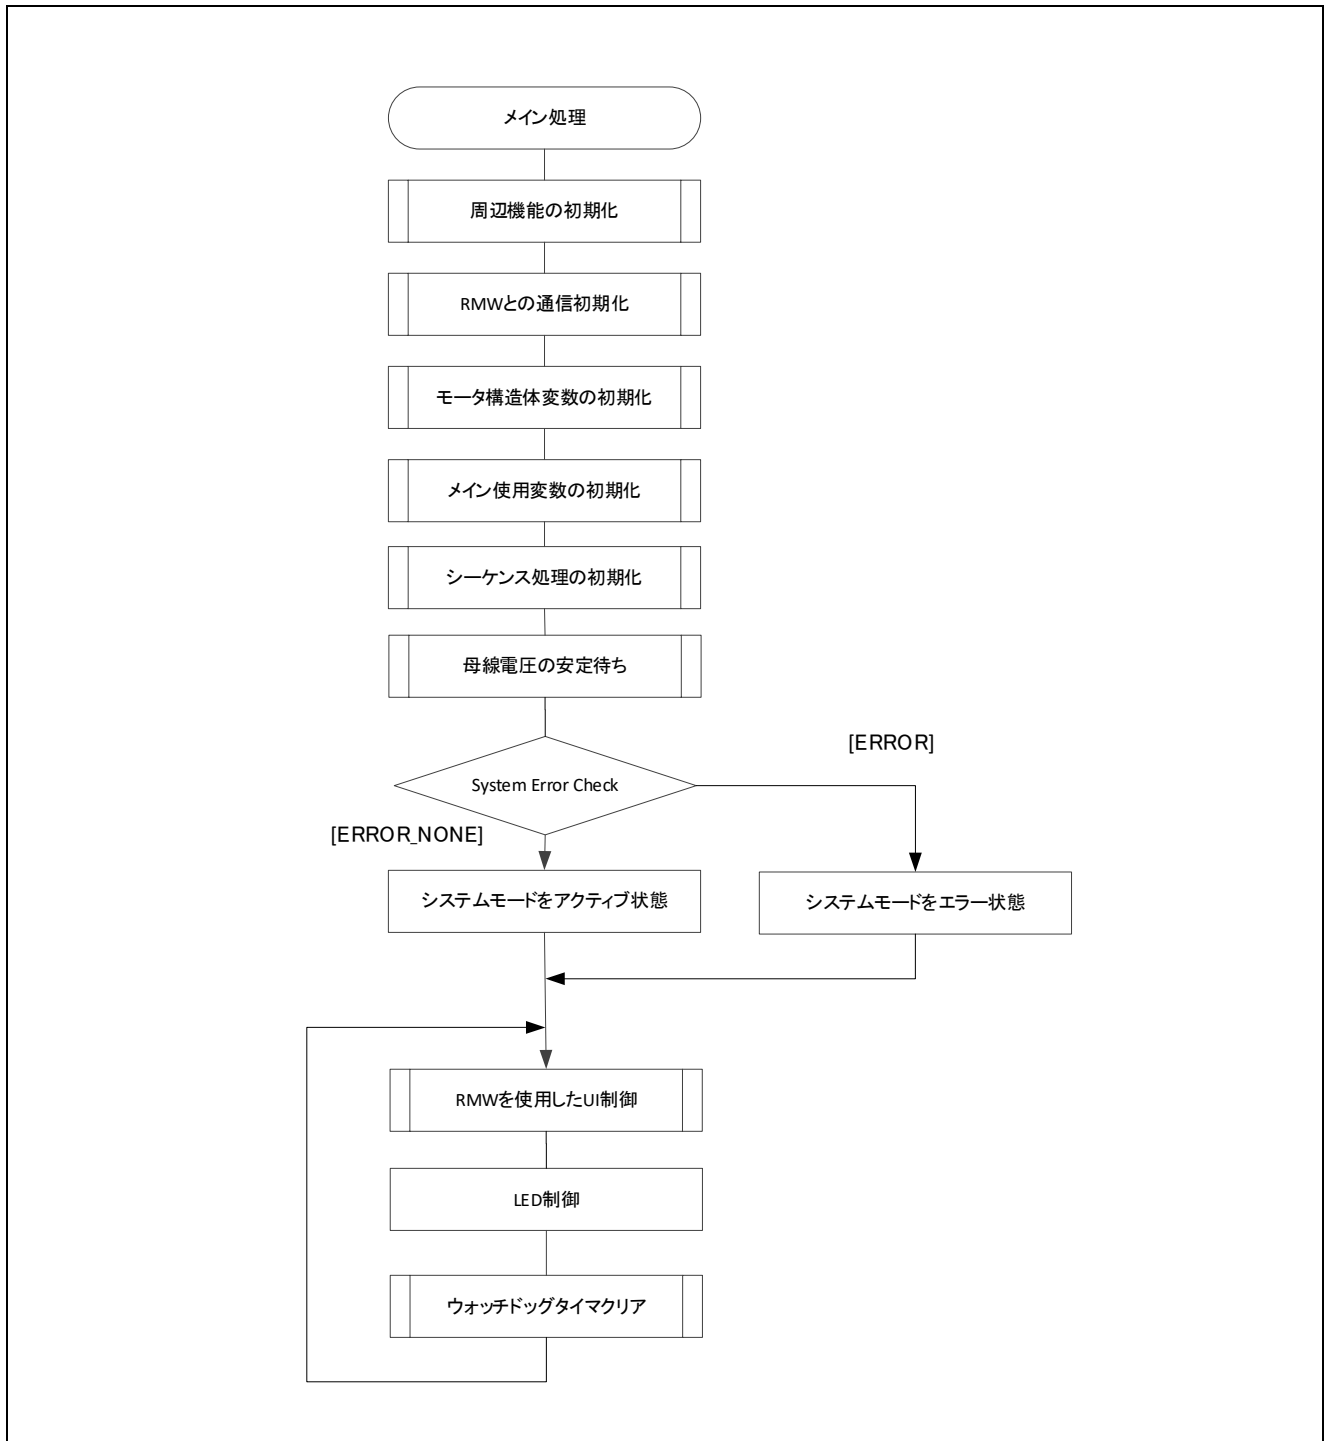 メイン処理
周辺機能の初期化
RMWとの通信初期化
モータ構造体変数の初期化
メイン使用変数の初期化
シーケンス処理の初期化
母線電圧の安定待ち
[ERROR]
System Error Check
[ERROR_NONE]
システムモードをアクティブ状態
システムモードをエラー状態
RMWを使用したUI制御
LED制御
ウォッチドッグタイマクリア